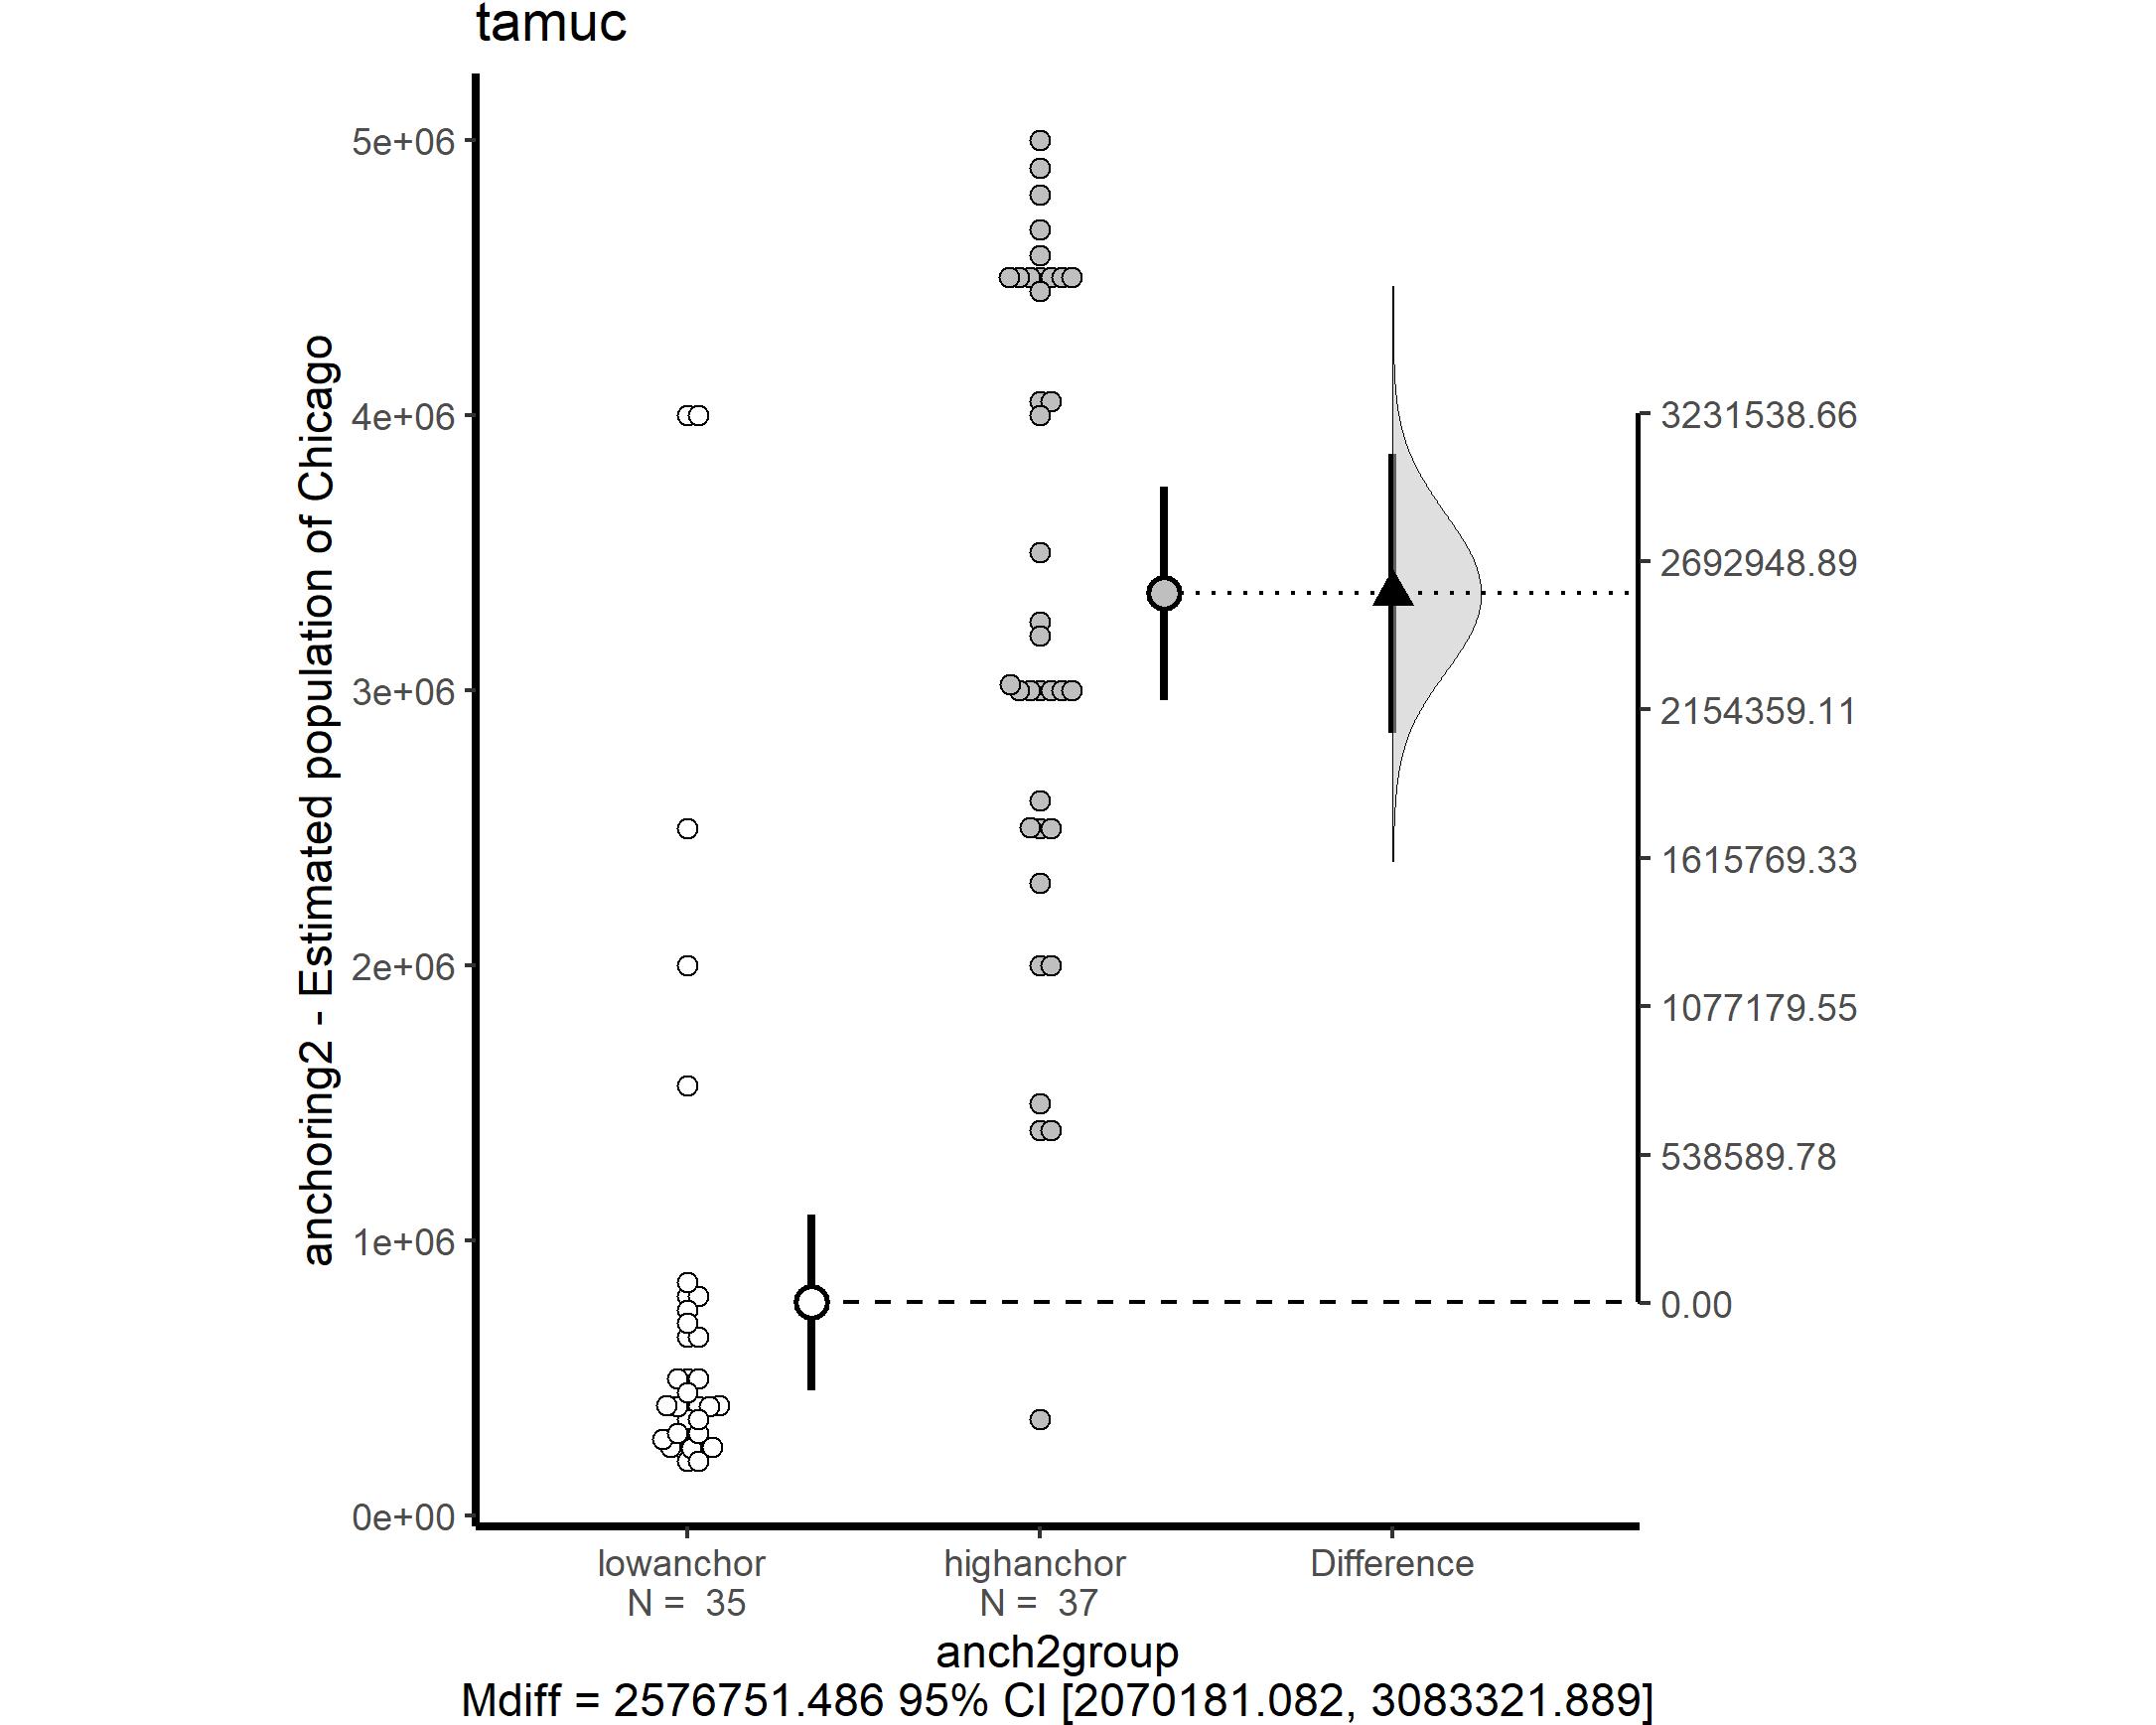 tamuc
anchoring2 - Estimated population of Chicago
5e+06
4e+06
3e+06
2e+06
1e+06
0e+00
3231538.66
2692948.89
2154359.11
1615769.33
1077179.55
538589.78
0.00
lowanchor
N =  35
highanchor
N =  37
Difference
anch2group
Mdiff = 2576751.486 95% CI [2070181.082, 3083321.889]